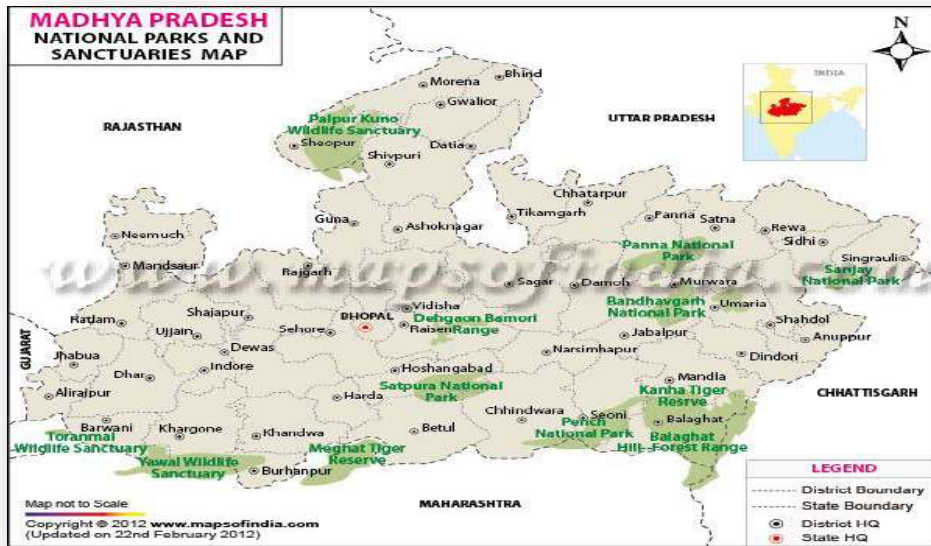 MADHYA PRADESH
NATIONAL PARKS AND
SANCTUARIES MAP
N
INDIA
RAJASTHAN
UTTAR PRADESH
Morena
Bhind
Gwalior
Palpur Kuno
Wildlife Sanctuary
Sheopur
Datia
Shivpuri
Chhatarpur
Tikamgarh
Panna
Satna
Rewa
Sidhi
Singrauli
Guna
Ashoknagar
Neemuch
Mandsaur
Rajgarh
Panna National
Park
Sanjay
National Park
www.mapsofindia.com
Sagar
Damoh
Murwara
Bandhavgarh
National Park
Umaria
Shahdol
Anuppur
Vidisha
BHOPAL
Dehgaon Bamori
Range
Raisen
Shajapur
Sehore
Ratlam
Ujjain
Dewas
Indore
GUJARAT
Jhabua
Dhar
Alirajpur
Jabalpur
Narsimhapur
Dindori
Mandla
Hoshangabad
Satpura National
Park
Harda
Kanha Tiger
Resrve
CHHATTISGARH
Chhindwara
Seoni
Balaghat
Pench
National Park
Balaghat
Hill-Forest Range
Barwani
Khargone
Khandwa
Betul
Toranmal
Wildlife Sanctuary
Yawal Wildlife
Sanctuary
Burhanpur
Meghat Tiger
Reserve
MAHARASHTRA
Map not to Scale
Copyright © 2012 www.mapsofindia.com
(Updated on 22nd February 2012)
LEGEND
District Boundary
State Boundary
District HQ
State HQ